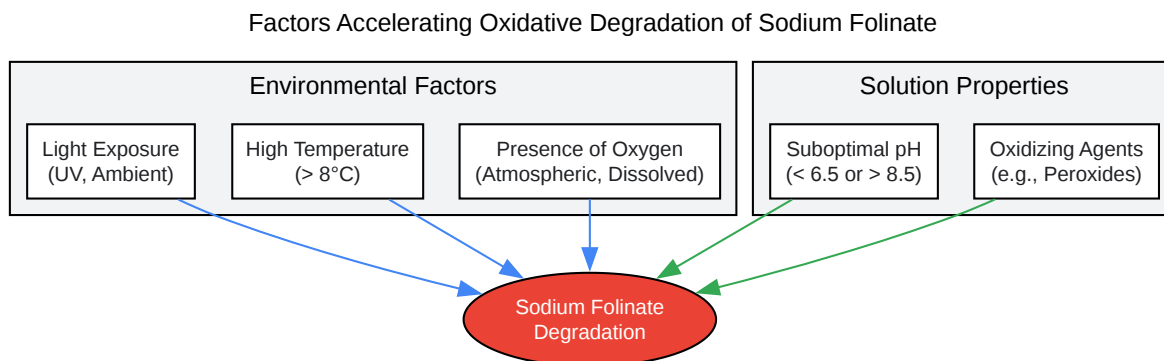 Factors Accelerating Oxidative Degradation of Sodium Folinate
Environmental Factors
Light Exposure
(UV, Ambient)
High Temperature
(> 8°C)
Presence of Oxygen
(Atmospheric, Dissolved)
Solution Properties
Suboptimal pH
(< 6.5 or > 8.5)
Oxidizing Agents
(e.g., Peroxides)
Sodium Folinate
Degradation